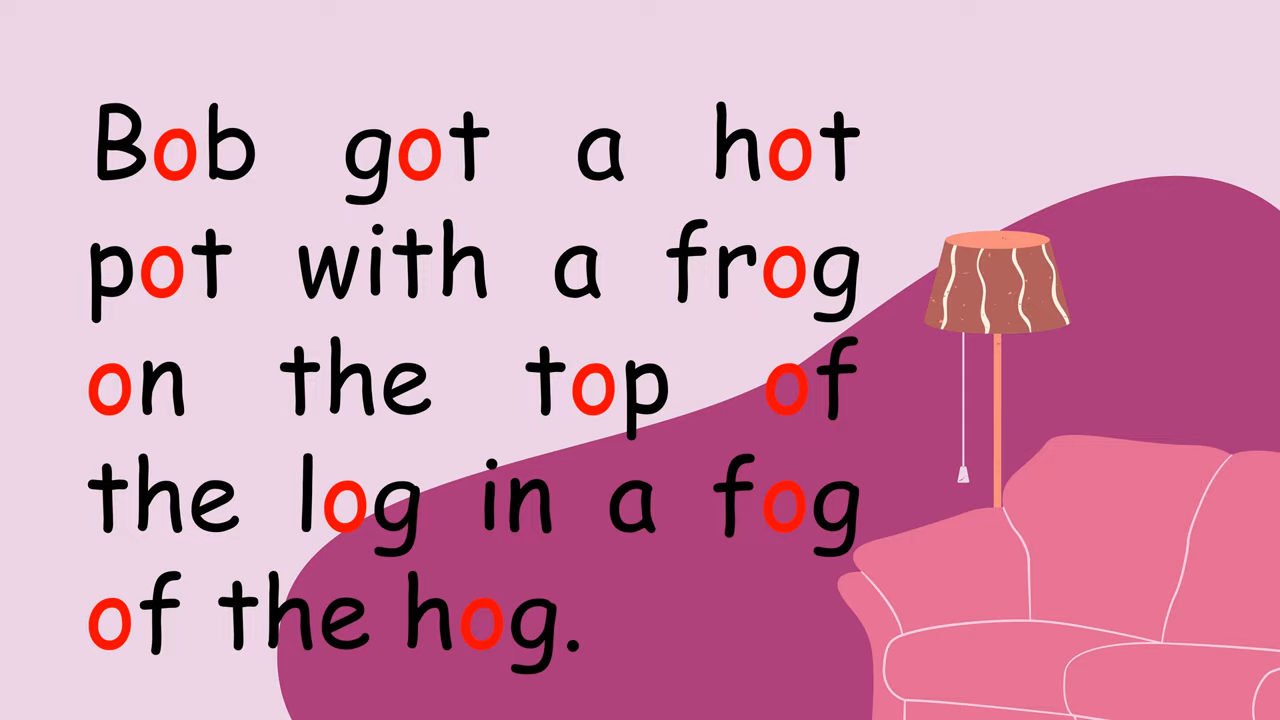 Bob got a hot
pot with a frog
on the top of
the log in a fog
of the hog.